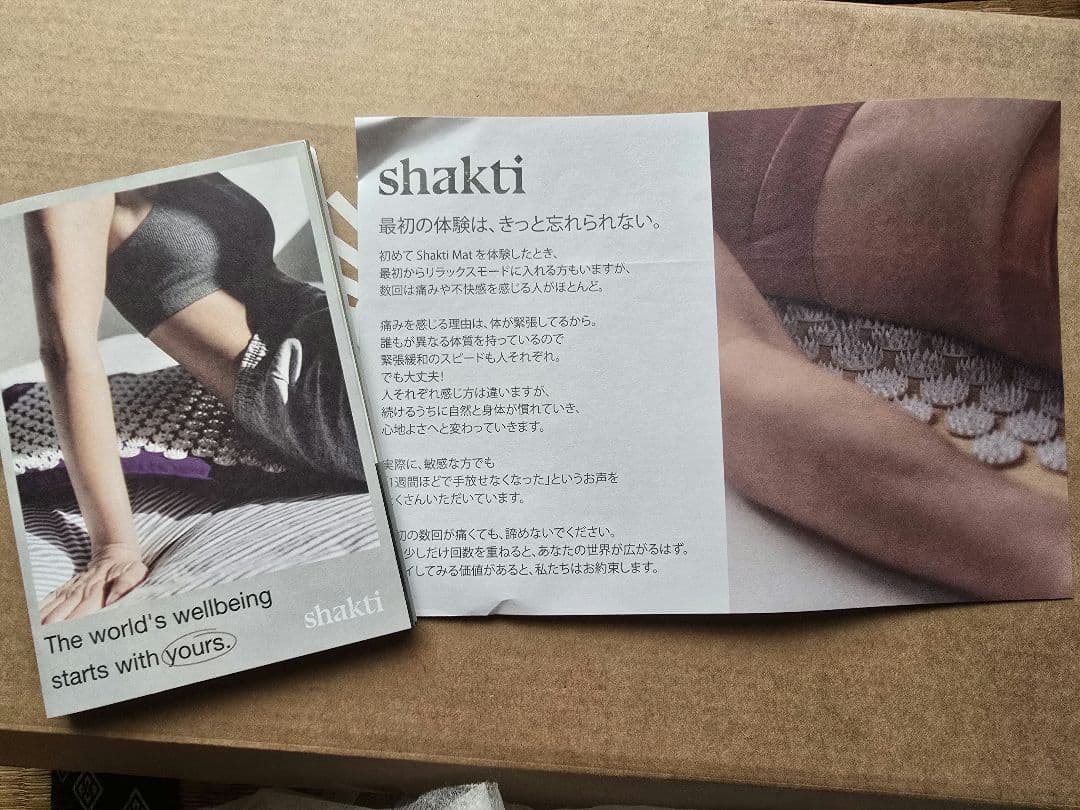 The world's wellbeing
starts with yours.
shakti
shakti
最初の体験は、きっと忘れられない。
初めて Shakti Mat を体験したとき、
最初からリラックスモードに入れる方もいますが、
数回は痛みや不快感を感じる人がほとんど。
痛みを感じる理由は、体が緊張してるから。
誰もが異なる体質を持っているので
緊張緩和のスピードも人それぞれ。
でも大丈夫!
人それぞれ感じ方は違いますが、
続けるうちに自然と身体が慣れていき、
心地よさへと変わっていきます。
実際に、敏感な方でも
「1週間ほどで手放せなくなった」というお声を
くさんいただいています。
初の数回が痛くても、諦めないでください。
少しだけ回数を重ねると、あなたの世界が広がるはず。
イしてみる価値があると、私たちはお約束します。